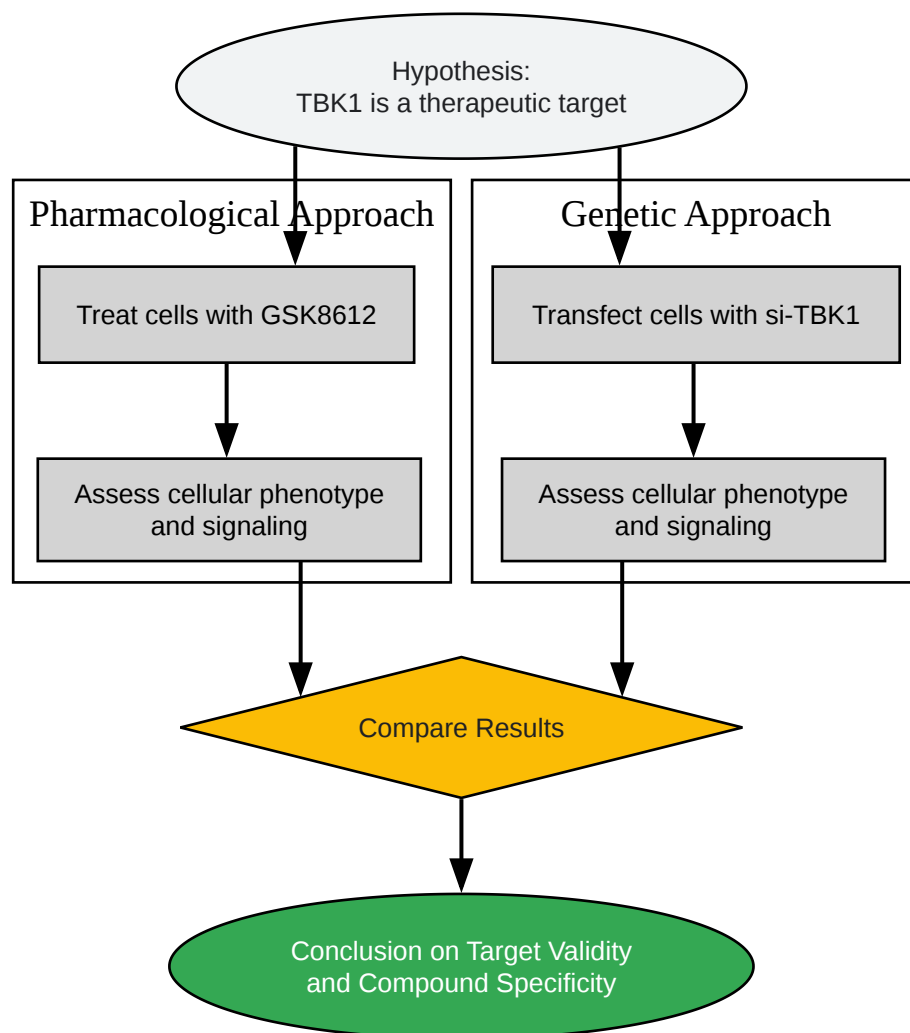 Hypothesis:
TBK1 is a therapeutic target
Pharmacological Approach
Treat cells with GSK8612
Assess cellular phenotype
and signaling
Genetic Approach
Transfect cells with si-TBK1
Assess cellular phenotype
and signaling
Compare Results
Conclusion on Target Validity
and Compound Specificity